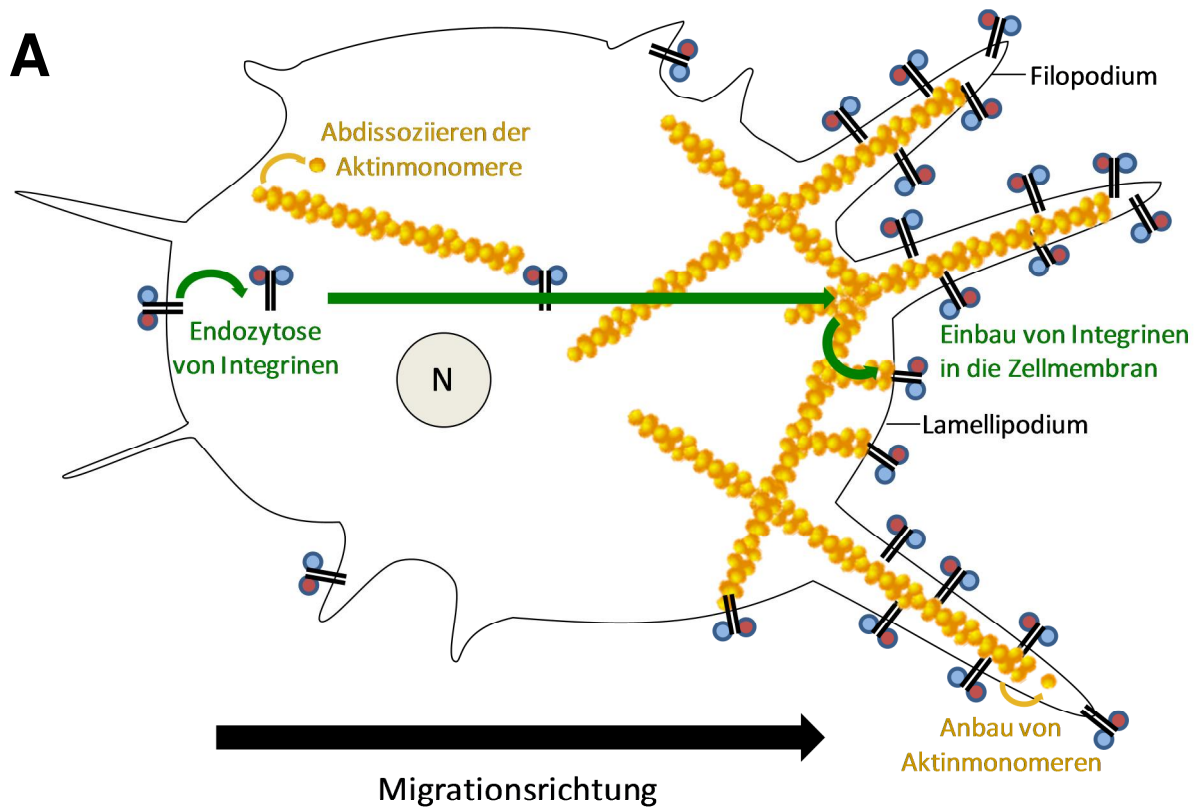 A
Filopodium
Abdissoziieren der
Aktinmonomere
Endozytose
von Integrinen
N
Einbau von Integrinen
in die Zellmembran
Lamellipodium
Anbau von
Aktinmonomeren
Migrationsrichtung